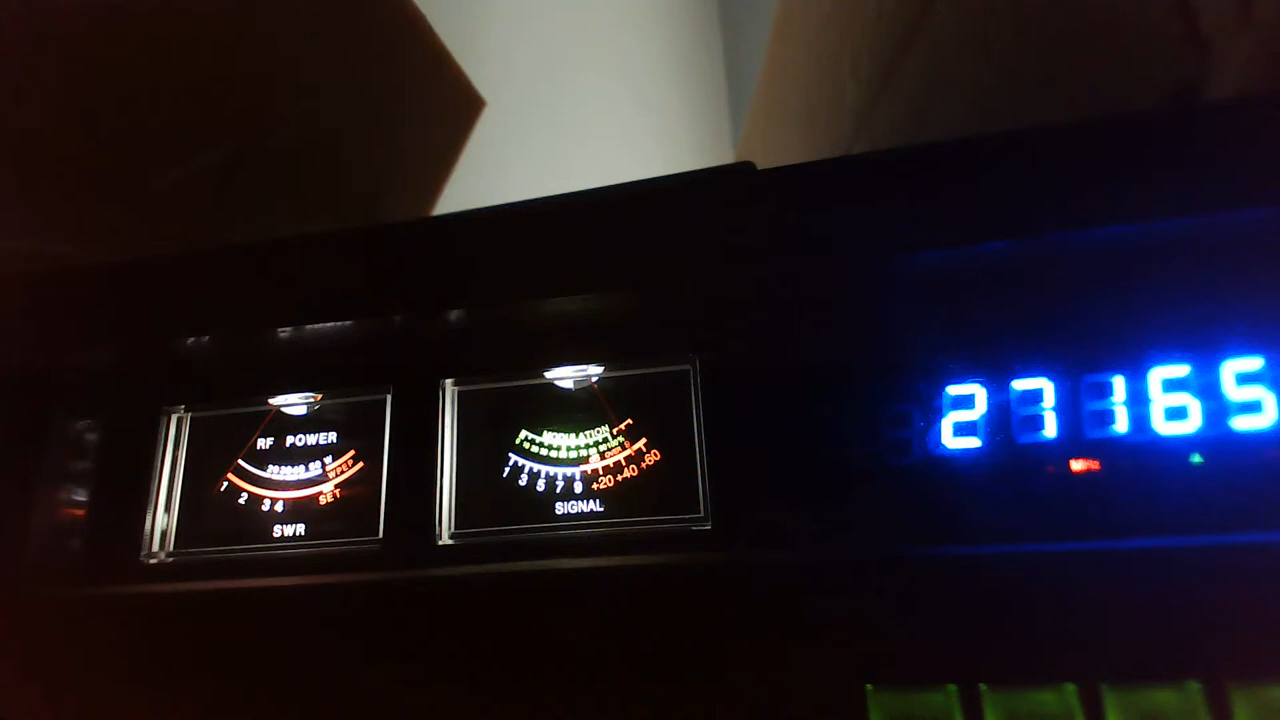 RF POWER
W
PEP
1 2 3 4 SET
SWR
MODULATION
1 3 5 7 9 +20 +40 +60
SIGNAL
27165